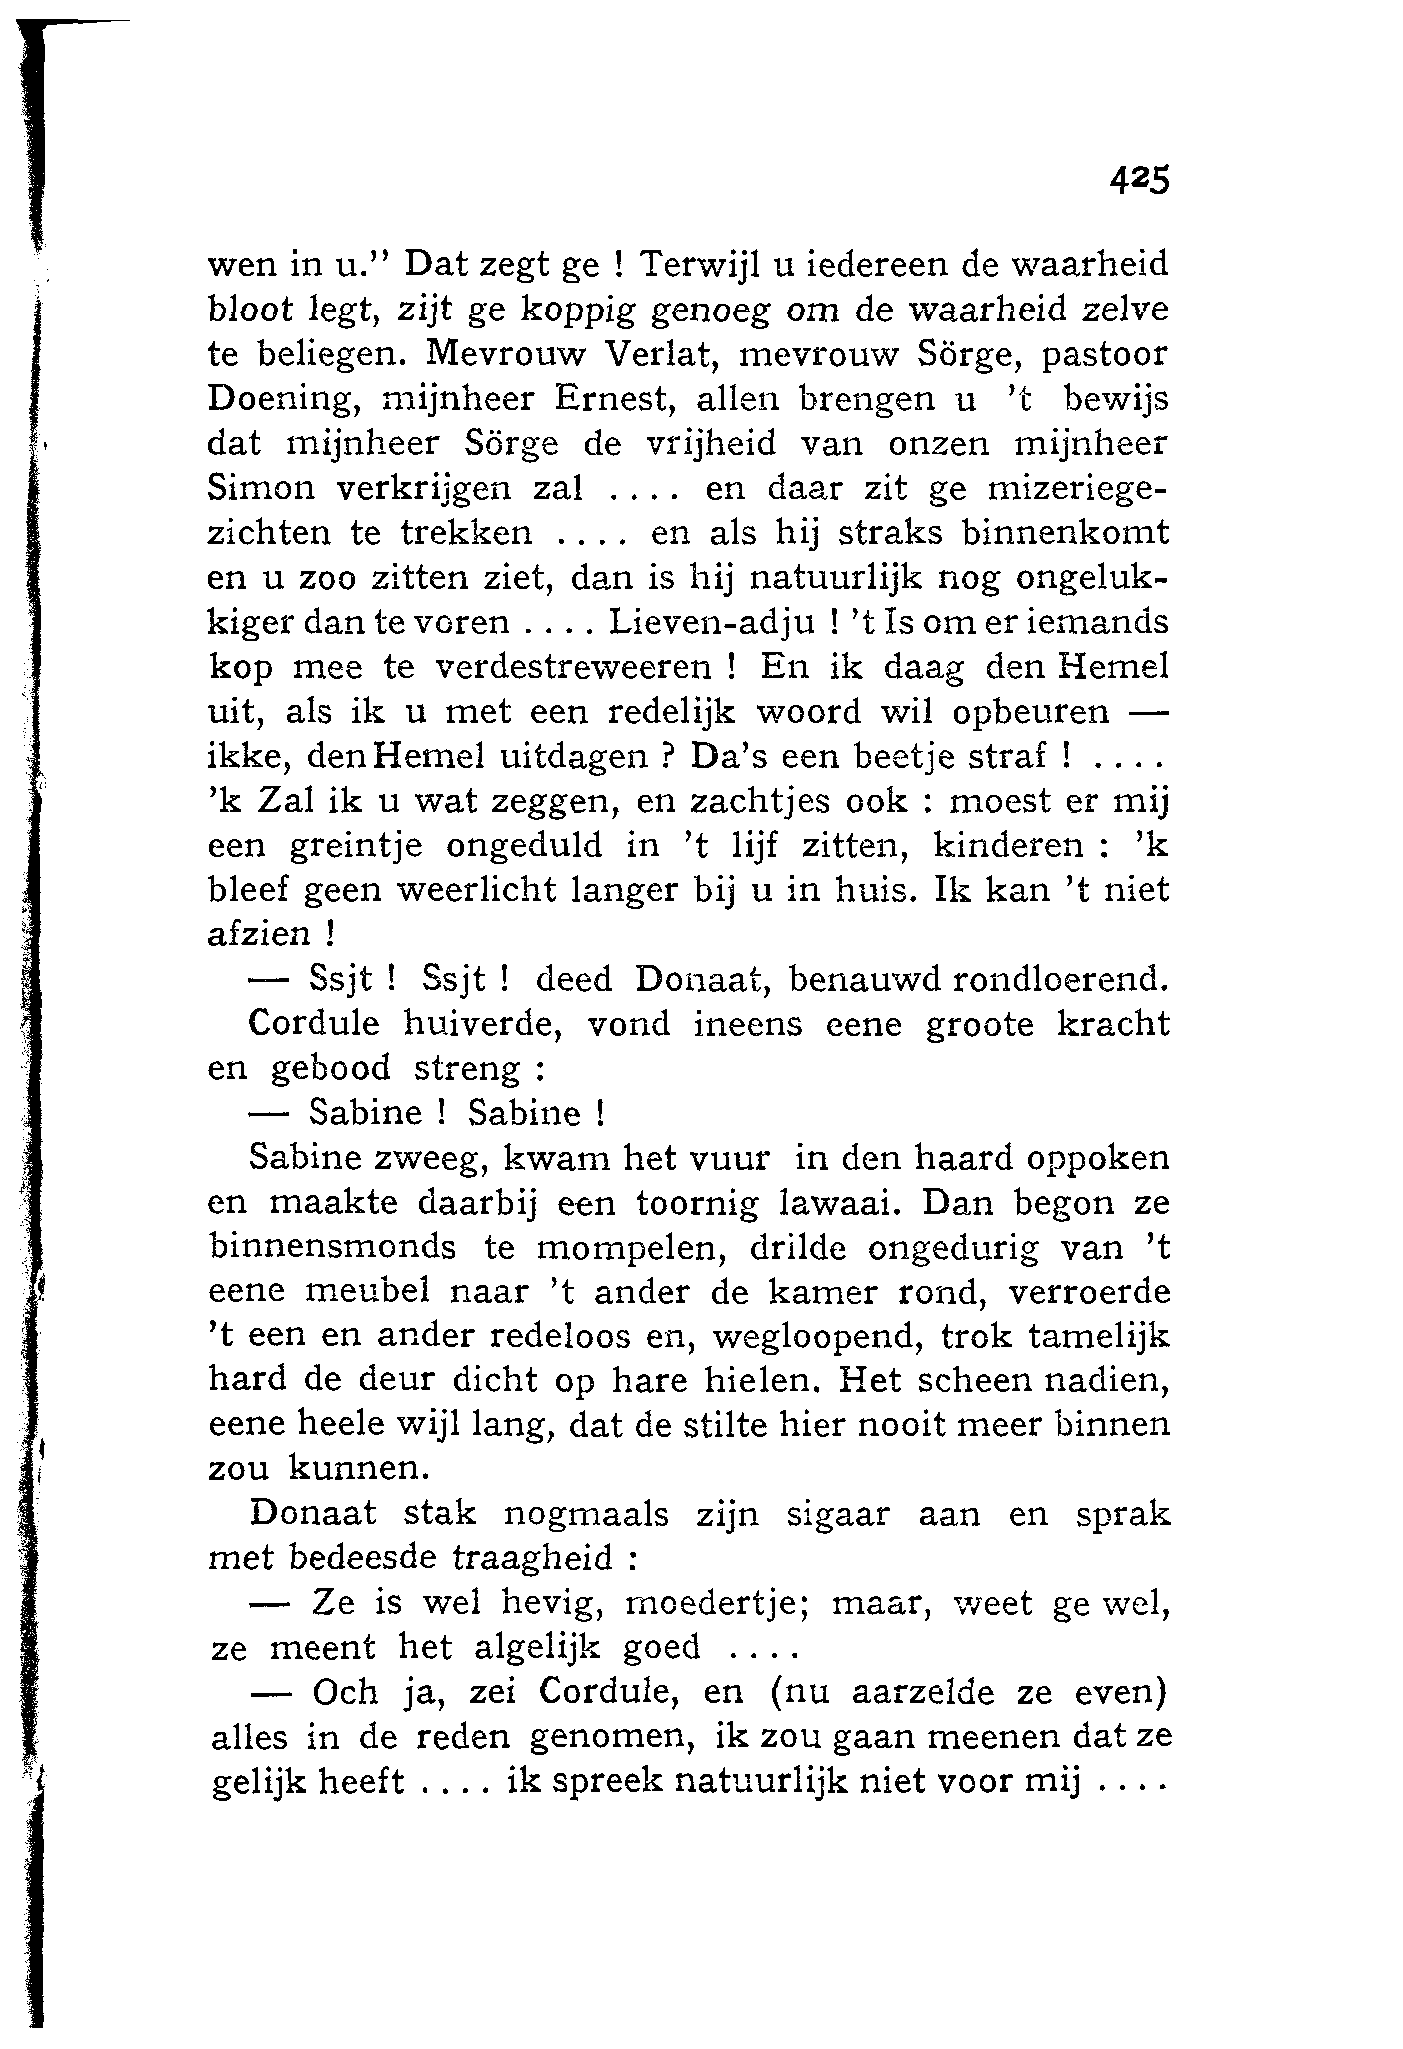 425
wen in u.” Dat zegt ge ! Terwijl u iedereen de waarheid
bloot legt, zijt ge koppig genoeg om de waarheid zelve
te beliegen. Mevrouw Verlat, mevrouw Sörge, pastoor
Doening, mijnheer Ernest, allen brengen u ’t bewijs
dat mijnheer Sörge de vrijheid van onzen mijnheer
Simon verkrijgen zal .... en daar zit ge mizeriege-
zichten te trekken .... en als hij straks binnenkomt
en u zoo zitten ziet, dan is hij natuurlijk nog ongeluk-
kiger dan te voren .... Lieven-adju ! ’t Is om er iemands
kop mee te verdestreweeren ! En ik daag den Hemel
uit, als ik u met een redelijk woord wil opbeuren —
ikke, den Hemel uitdagen ? Da’s een beetje straf ! ....
’k Zal ik u wat zeggen, en zachtjes ook : moest er mij
een greintje ongeduld in ’t lijf zitten, kinderen : ’k
bleef geen weerlicht langer bij u in huis. Ik kan ’t niet
afzien !
— Ssjt ! Ssjt ! deed Donaat, benauwd rondloerend.
Cordule huiverde, vond ineens eene groote kracht
en gebood streng :
— Sabine ! Sabine !
Sabine zweeg, kwam het vuur in den haard oppoken
en maakte daarbij een toornig lawaai. Dan begon ze
binnensmonds te mompelen, drilde ongedurig van ’t
eene meubel naar ’t ander de kamer rond, verroerde
’t een en ander redeloos en, wegloopend, trok tamelijk
hard de deur dicht op hare hielen. Het scheen nadien,
eene heele wijl lang, dat de stilte hier nooit meer binnen
zou kunnen.
Donaat stak nogmaals zijn sigaar aan en sprak
met bedeesde traagheid :
— Ze is wel hevig, moedertje; maar, weet ge wel,
ze meent het algelijk goed ....
— Och ja, zei Cordule, en (nu aarzelde ze even)
alles in de reden genomen, ik zou gaan meenen dat ze
gelijk heeft .... ik spreek natuurlijk niet voor mij ....